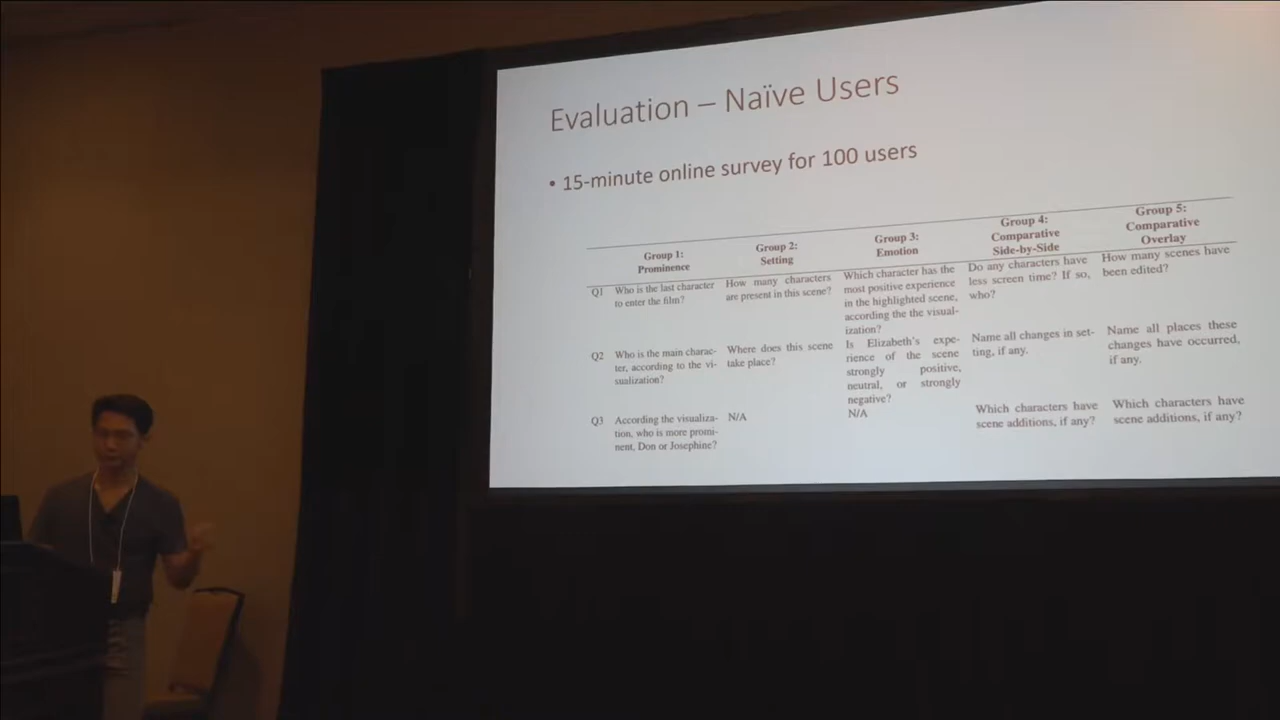 Evaluation – Naïve Users
• 15-minute online survey for 100 users
Group 1:
Prominence
Group 2:
Setting
Group 3:
Emotion
Group 4:
Comparative
Side-by-Side
Group 5:
Comparative
Overlay
Q1
Who is the last character
to enter the film?
How many characters
are present in this scene?
Which character has the
most positive experience
in the highlighted scene,
according the the visual-
ization?
Do any characters have
less screen time? If so,
who?
How many scenes have
been edited?
Q2
Who is the main charac-
ter, according to the vi-
sualization?
Where does this scene
take place?
Is Elizabeth's expe-
rience of the scene
strongly positive,
neutral, or strongly
negative?
Name all changes in set-
ting, if any.
Name all places these
changes have occurred,
if any.
Q3
According the visualiza-
tion, who is more promi-
nent, Don or Josephine?
N/A
N/A
Which characters have
scene additions, if any?
Which characters have
scene additions, if any?